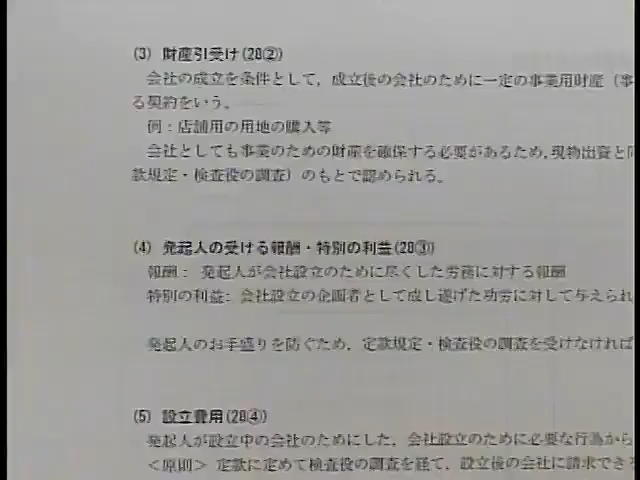 (3) 財産引受け(28②)
会社の成立を条件として，成立後の会社のために一定の事業用財産（事
る契約をいう。
例：店舗用の用地の購入等
会社としても事業のための財産を確保する必要があるため，現物出資と同
款規定・検査役の調査）のもとで認められる。
(4) 発起人の受ける報酬・特別の利益(28③)
報酬： 発起人が会社設立のために尽くした労務に対する報酬
特別の利益：会社設立の企画者として成し遂げた功労に対して与えられ
発起人のお手盛りを防ぐため，定款規定・検査役の調査を受けなければ
(5) 設立費用(28④)
発起人が設立中の会社のためにした，会社設立のために必要な行為から
＜原則＞ 定款に定めて検査役の調査を経て，設立後の会社に請求できる